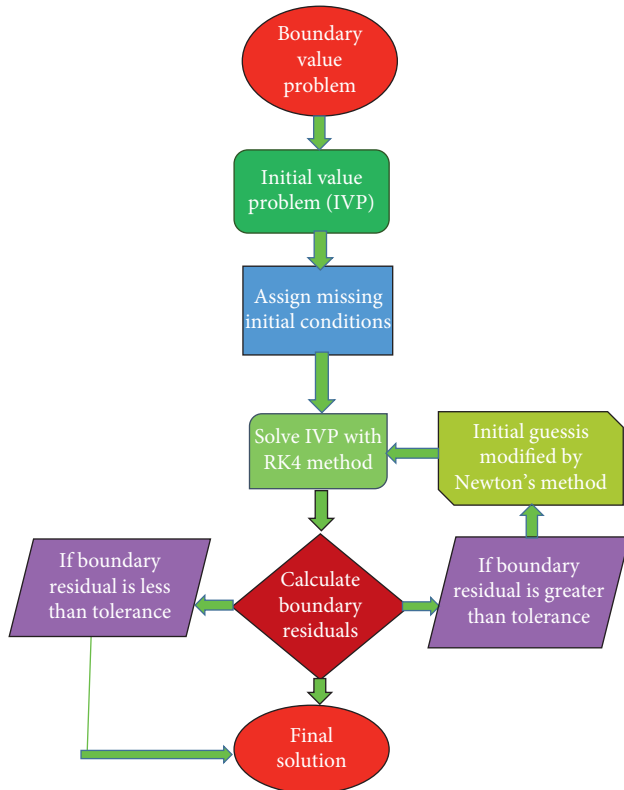 Boundary
value
problem
Initial value
problem (IVP)
Assign missing
initial conditions
Solve IVP with
RK4 method
Initial guessis
modified by
Newton's method
If boundary
residual is less
than tolerance
Calculate
boundary
residuals
If boundary
residual is greater
than tolerance
Final
solution